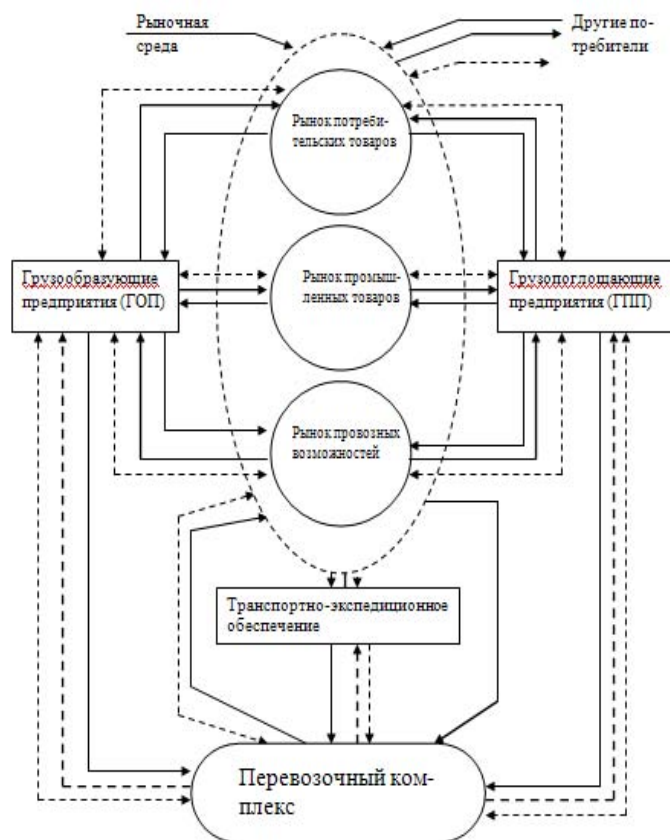 Рыночная
среда
Другие по-
требители
Рынок потреби-
тельских товаров
Грузообразующие
предприятия (ГОП)
Рынок промыш-
ленных товаров
Грузопоглощающие
предприятия (ГПП)
Рынок провозных
возможностей
Транспортно-экспедиционное
обеспечение
Перевозочный ком-
плекс